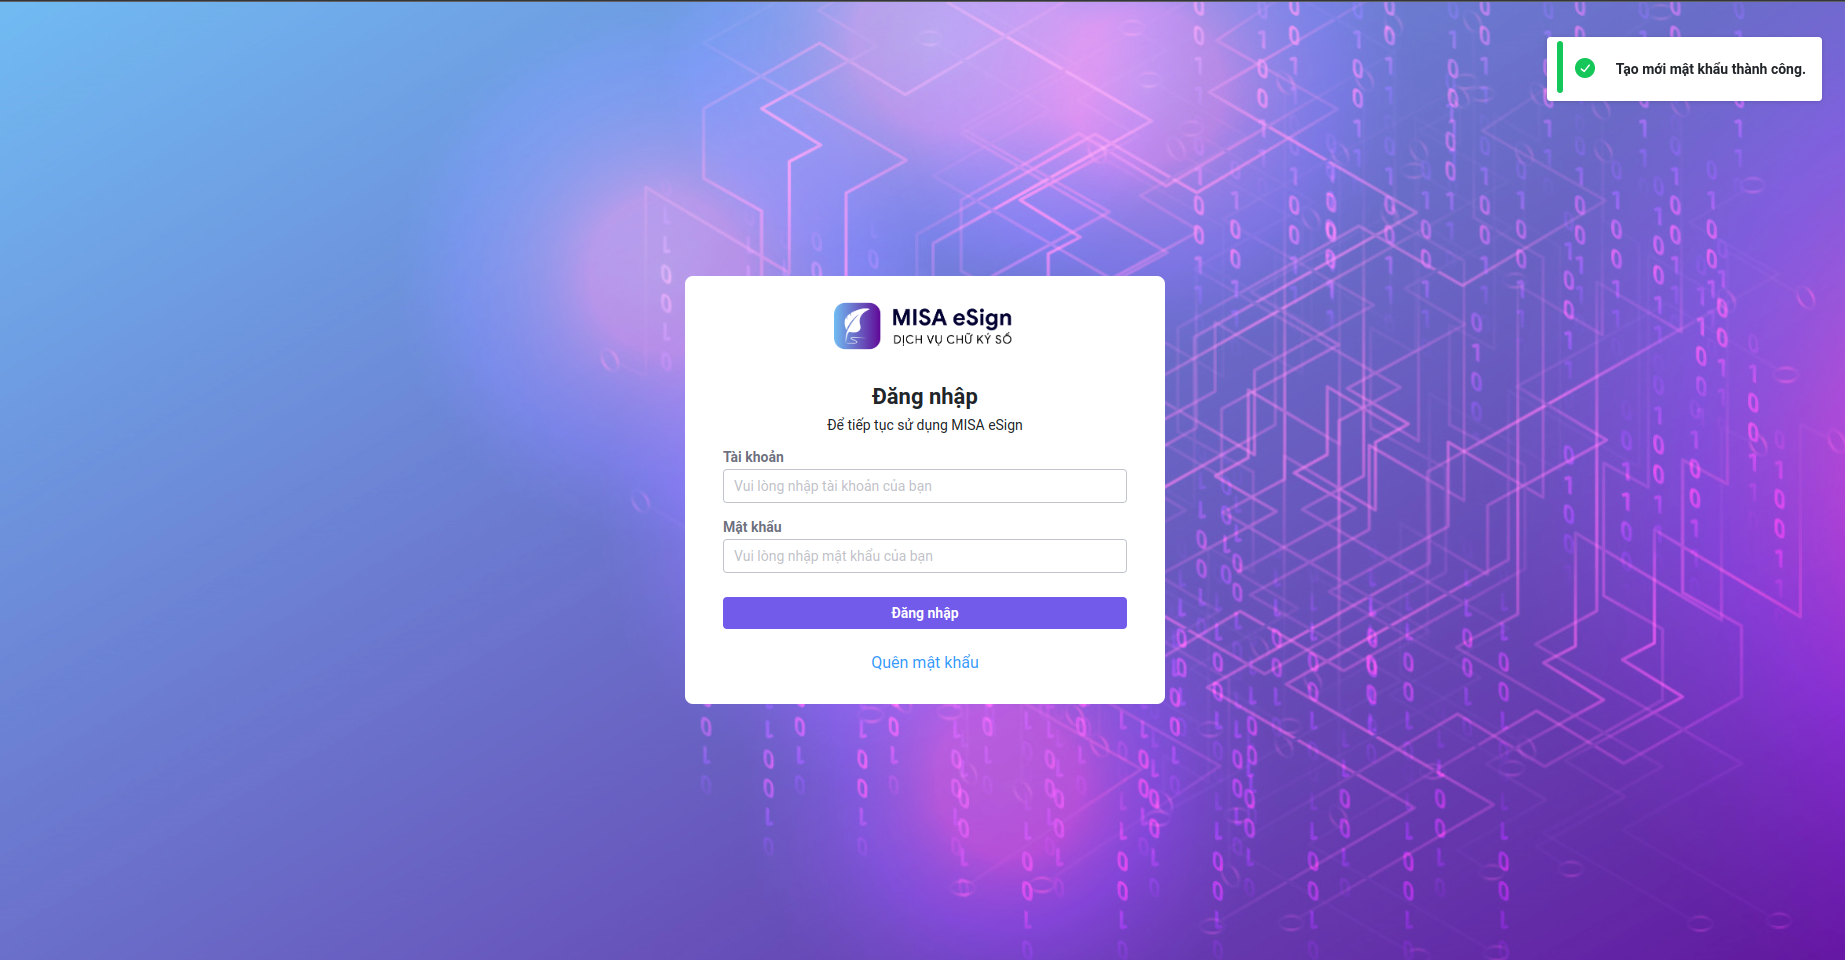 Tạo mới mật khẩu thành công.
MISA eSign
DỊCH VỤ CHỮ KÝ SỐ
Đăng nhập
Để tiếp tục sử dụng MISA eSign
Tài khoản
Vui lòng nhập tài khoản của bạn
Mật khẩu
Vui lòng nhập mật khẩu của bạn
Đăng nhập
Quên mật khẩu